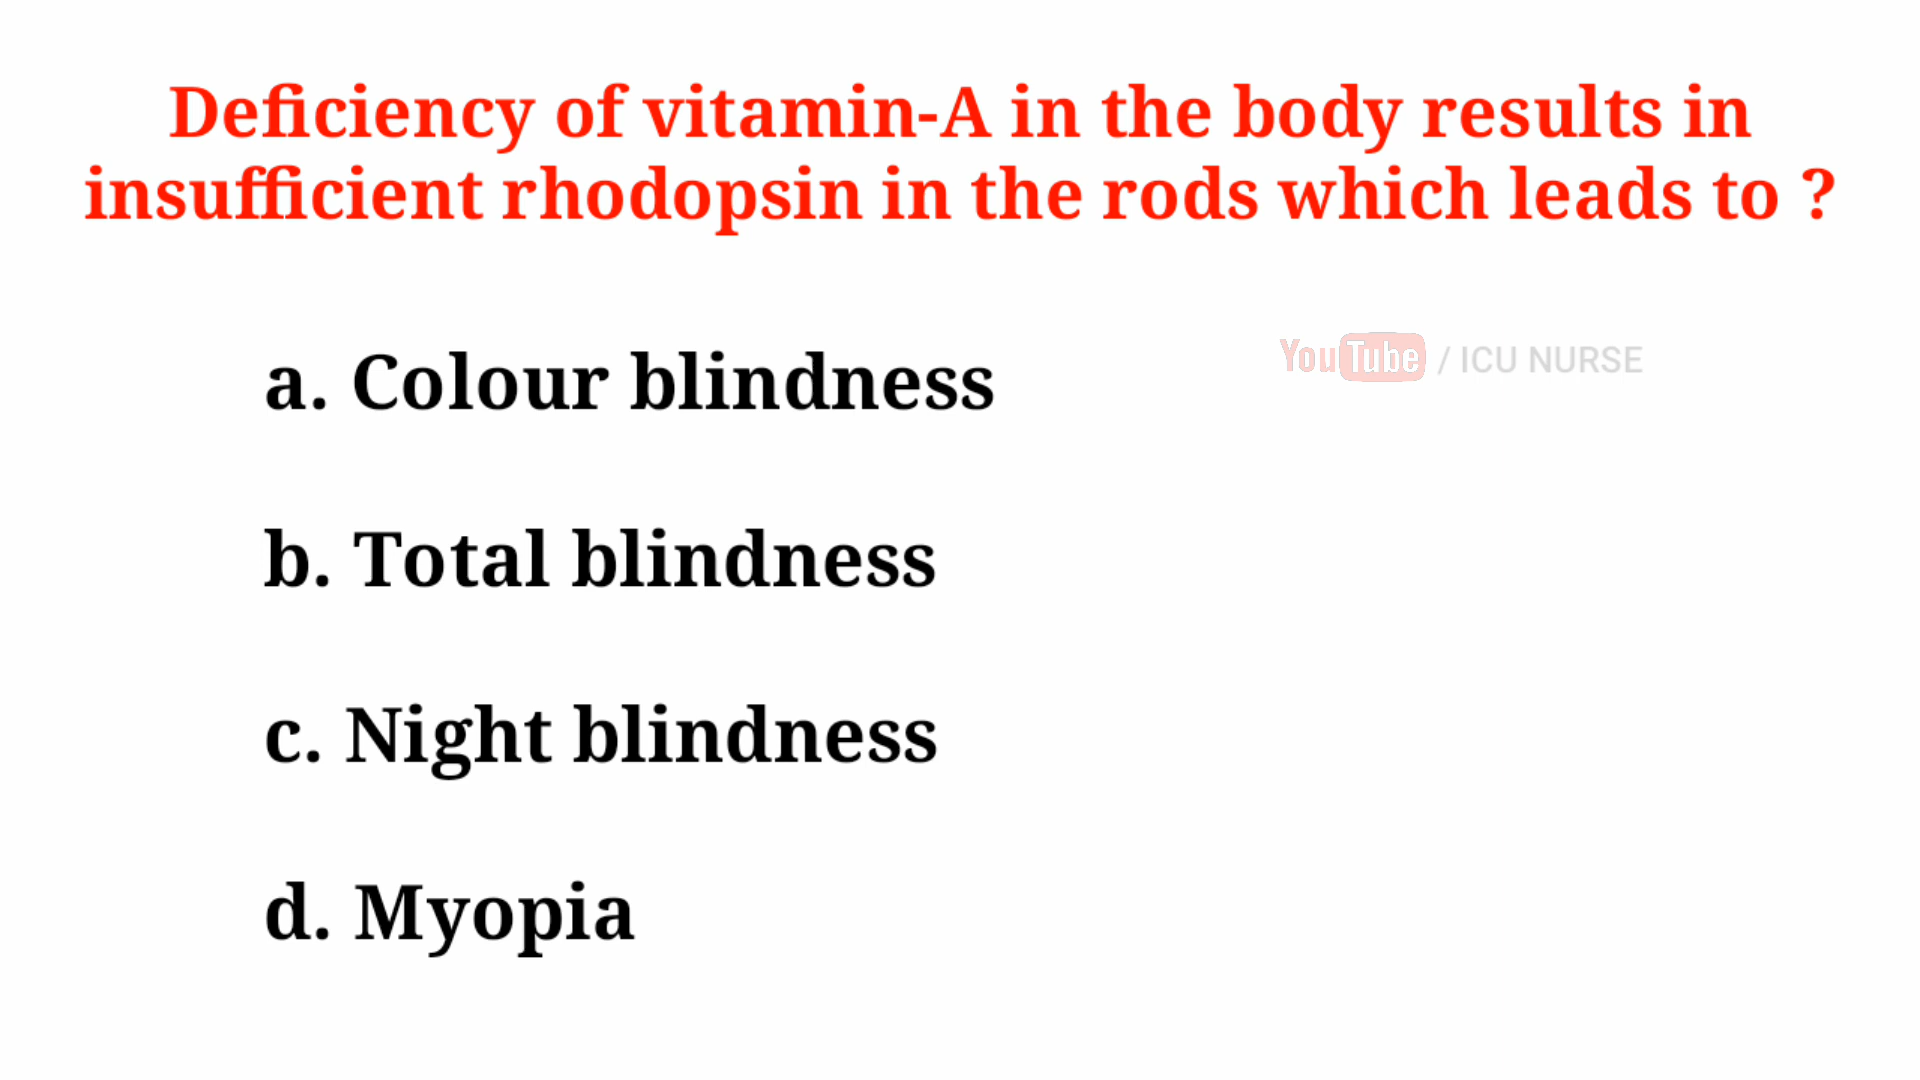 Deficiency of vitamin-A in the body results in
insufficient rhodopsin in the rods which leads to ?
a. Colour blindness
YouTube / ICU NURSE
b. Total blindness
c. Night blindness
d. Myopia